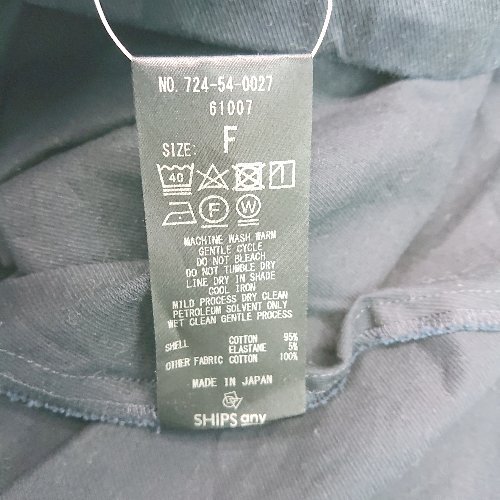 NO. 724-54-0027
61007
SIZE: F
40
F W
MACHINE WASH WARM
GENTLE CYCLE
DO NOT BLEACH
DO NOT TUMBLE DRY
LINE DRY IN SHADE
COOL IRON
MILD PROCESS DRY CLEAN
PETROLEUM SOLVENT ONLY
WET CLEAN GENTLE PROCESS
SHELL COTTON 95%
ELASTANE 5%
OTHER FABRIC COTTON 100%
MADE IN JAPAN
SHIPS any